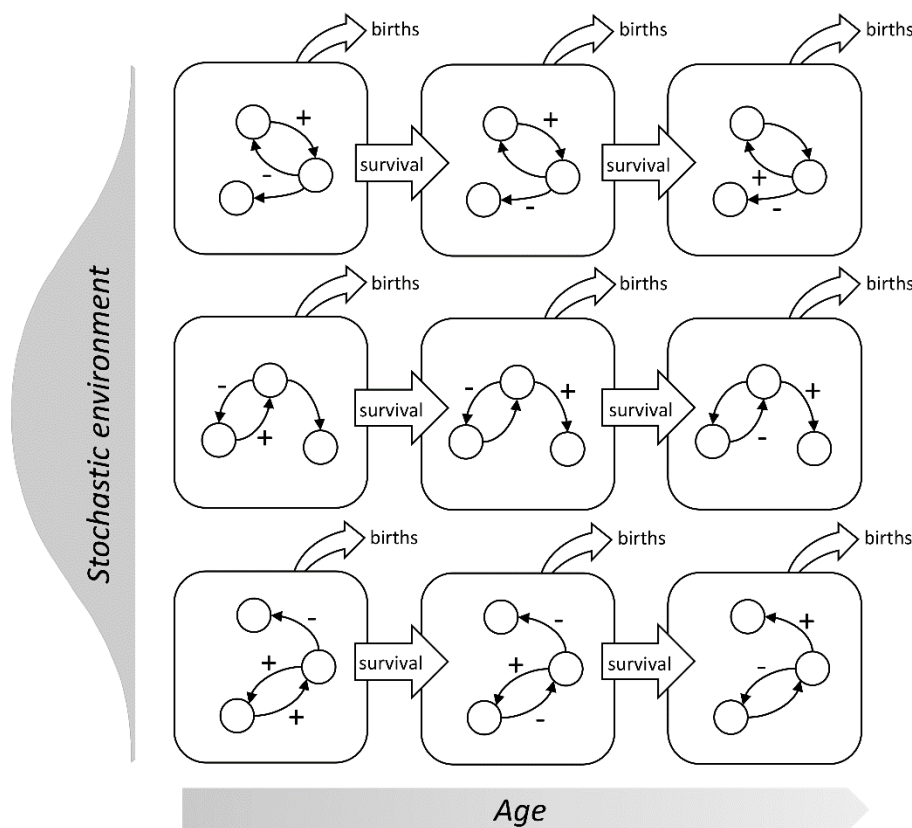 births births births
+ + +
survival survival
- +
- -
births births births
- - +
+
survival survival
+ -
births births births
- - +
+ + -
survival survival
+ -
Stochastic environment
Age